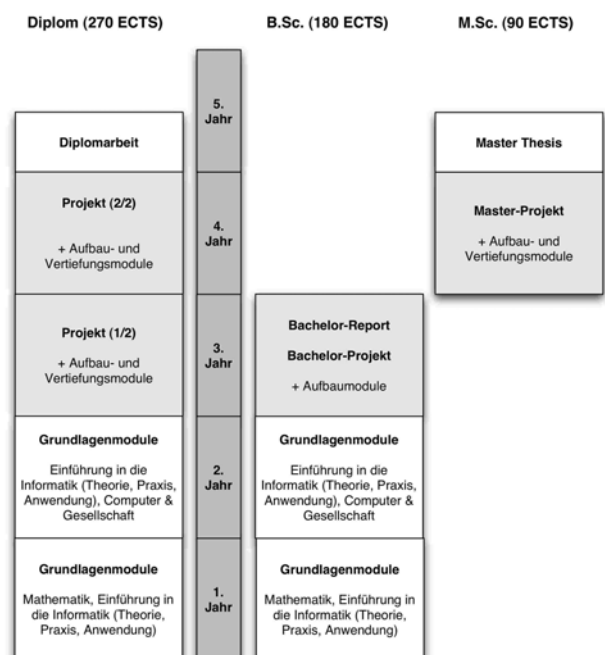 Diplom (270 ECTS)
B.Sc. (180 ECTS)
M.Sc. (90 ECTS)
5.
Jahr
Diplomarbeit
Master Thesis
Projekt (2/2)
+ Aufbau- und
Vertiefungsmodule
4.
Jahr
Master-Projekt
+ Aufbau- und
Vertiefungsmodule
Projekt (1/2)
+ Aufbau- und
Vertiefungsmodule
3.
Jahr
Bachelor-Report
Bachelor-Projekt
+ Aufbaumodule
Grundlagenmodule
Einführung in die
Informatik (Theorie, Praxis,
Anwendung), Computer &
Gesellschaft
2.
Jahr
Grundlagenmodule
Einführung in die
Informatik (Theorie, Praxis,
Anwendung), Computer &
Gesellschaft
Grundlagenmodule
Mathematik, Einführung in
die Informatik (Theorie,
Praxis, Anwendung)
1.
Jahr
Grundlagenmodule
Mathematik, Einführung in
die Informatik (Theorie,
Praxis, Anwendung)